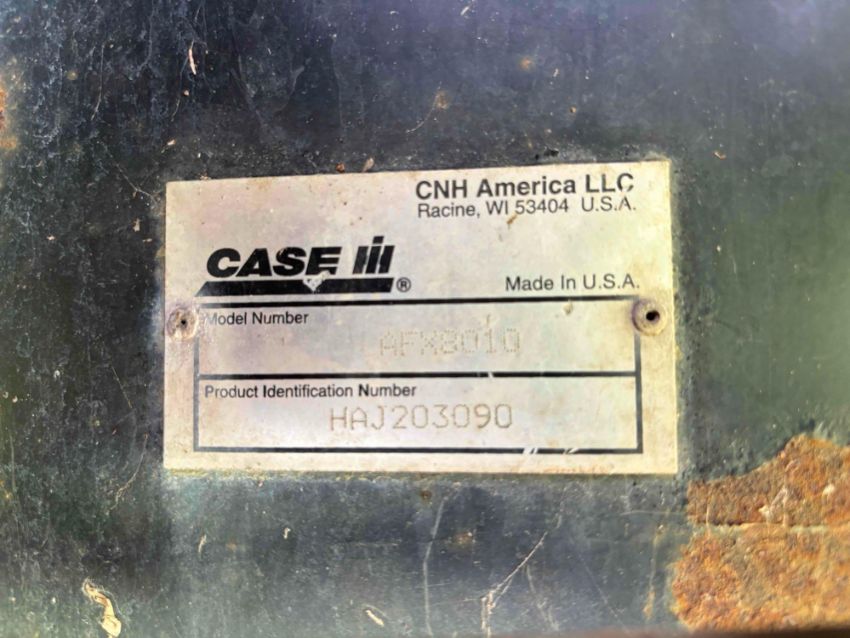 CNH America LLC
Racine, WI 53404 U.S.A.
CASE IH ®
Made In U.S.A.
Model Number
AFX8010
Product Identification Number
HAJ203090